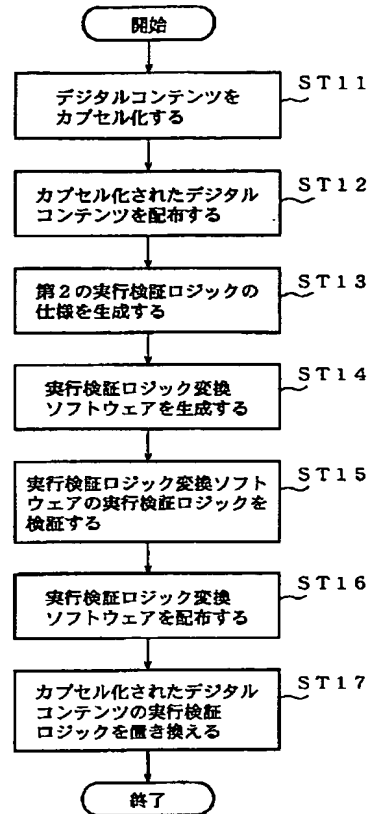 開始
デジタルコンテンツを
カプセル化する
ST11
カプセル化されたデジタル
コンテンツを配布する
ST12
第2の実行検証ロジックの
仕様を生成する
ST13
実行検証ロジック変換
ソフトウェアを生成する
ST14
実行検証ロジック変換ソフト
ウェアの実行検証ロジックを
検証する
ST15
実行検証ロジック変換
ソフトウェアを配布する
ST16
カプセル化されたデジタル
コンテンツの実行検証
ロジックを置き換える
ST17
終了